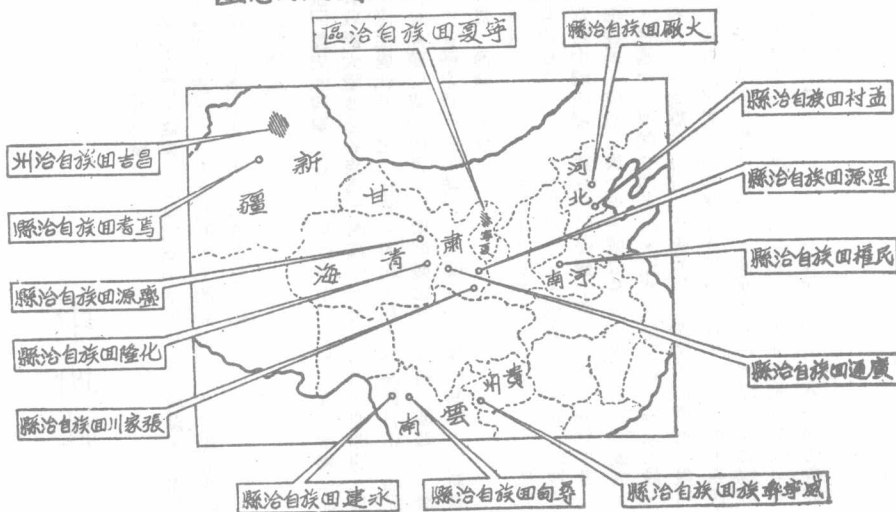 寧夏回族自治區
大廠回族自治縣
孟村回族自治縣
涇源回族自治縣
民權回族自治縣
廣通回族自治縣
昌吉回族自治州
焉耆回族自治縣
亹源回族自治縣
化隆回族自治縣
張家川回族自治縣
永建回族自治縣
尋甸回族自治縣
威寧彝族回族自治縣
新疆
甘肅
青海
寧夏
河北
河南
貴州
雲南